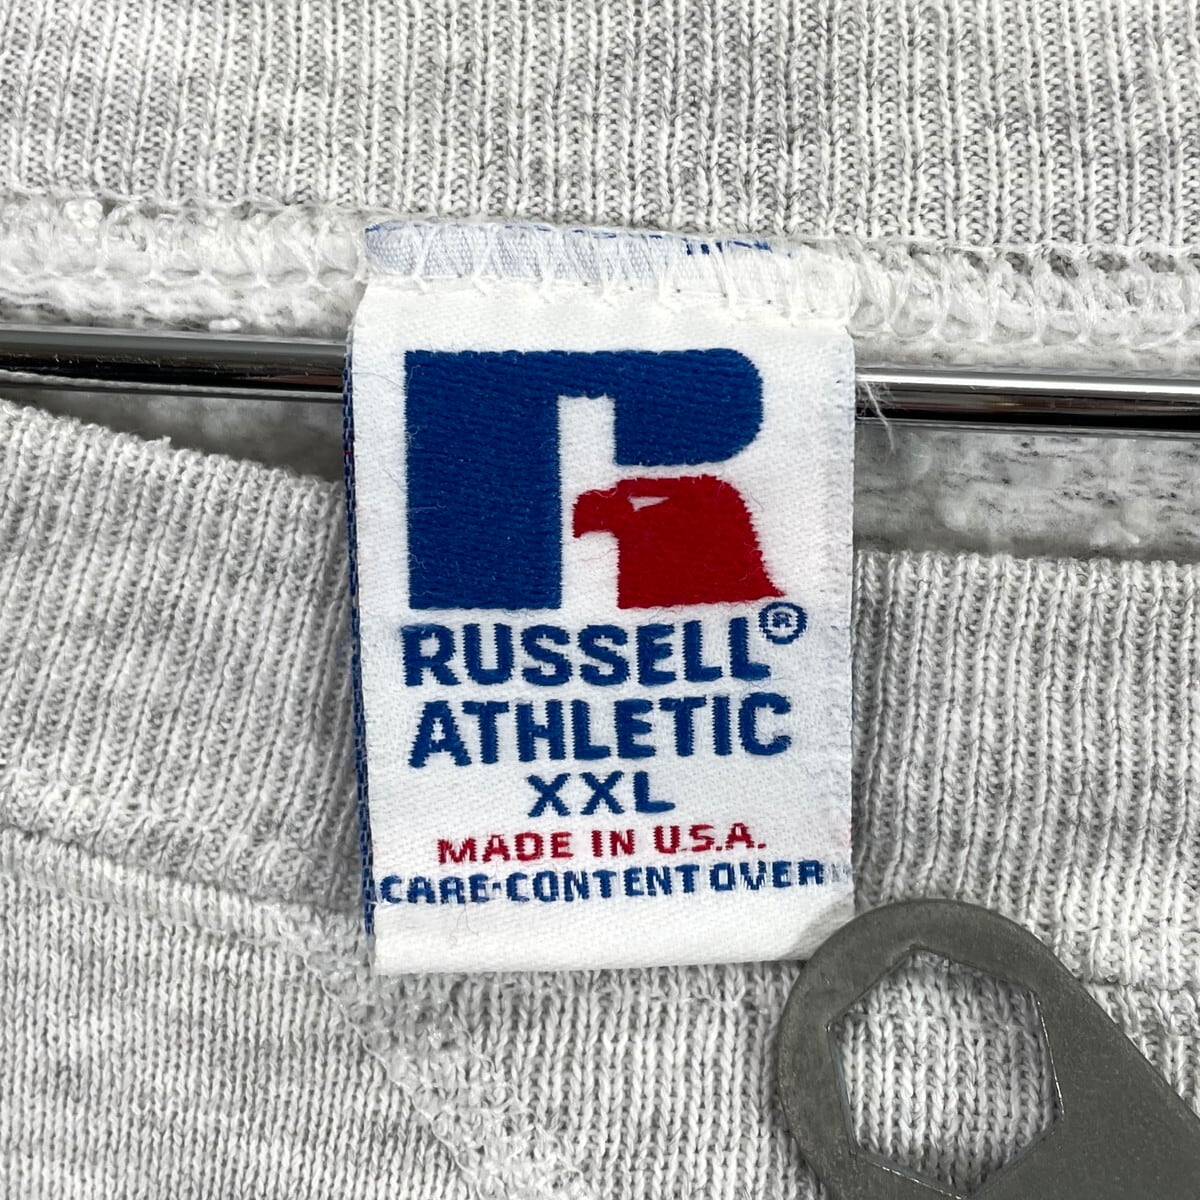 RUSSELL®
ATHLETIC
XXL
MADE IN U.S.A.
CARE-CONTENT OVER